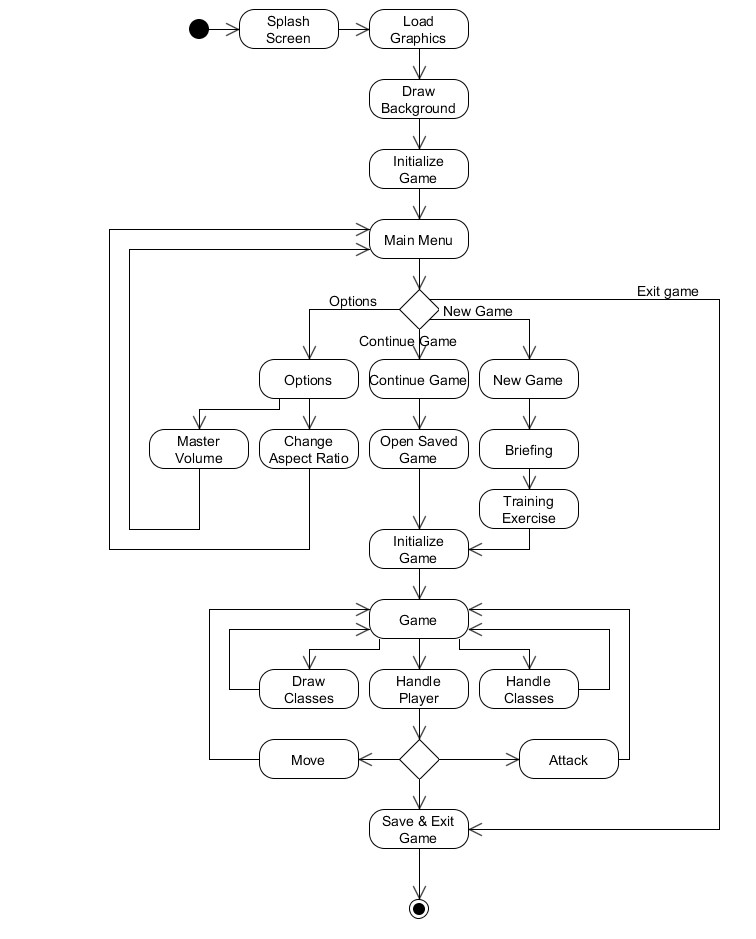 Splash
Screen
Load
Graphics
Draw
Background
Initialize
Game
Main Menu
Exit game
Options
New Game
Continue Game
Options
Continue Game
New Game
Master
Volume
Change
Aspect Ratio
Open Saved
Game
Briefing
Training
Exercise
Initialize
Game
Game
Draw
Classes
Handle
Player
Handle
Classes
Move
Attack
Save & Exit
Game